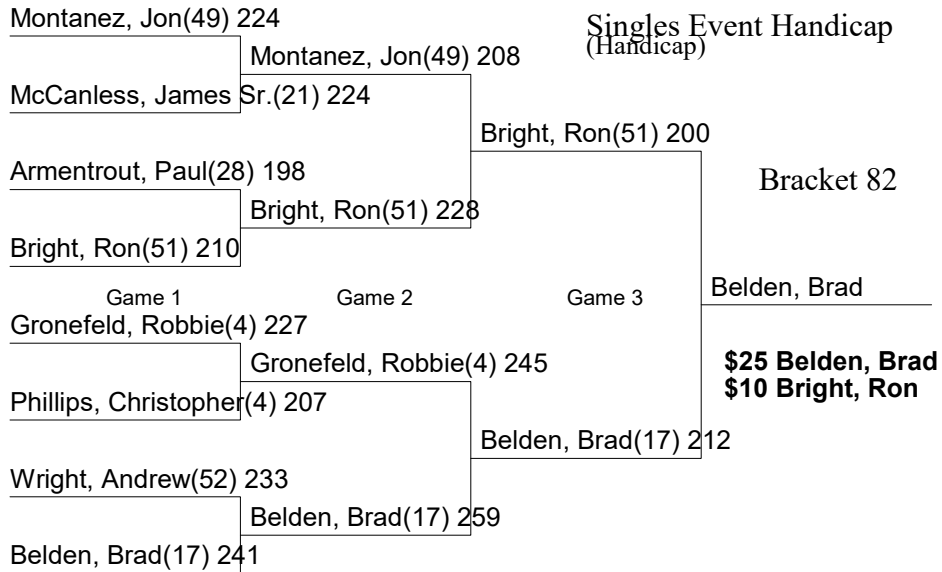 Montanez, Jon(49) 224
Singles Event Handicap
(Handicap)
Montanez, Jon(49) 208
McCanless, James Sr.(21) 224
Bright, Ron(51) 200
Armentrout, Paul(28) 198
Bracket 82
Bright, Ron(51) 228
Bright, Ron(51) 210
Game 1 Game 2 Game 3
Belden, Brad
Gronefeld, Robbie(4) 227
Gronefeld, Robbie(4) 245
$25 Belden, Brad
$10 Bright, Ron
Phillips, Christopher(4) 207
Belden, Brad(17) 212
Wright, Andrew(52) 233
Belden, Brad(17) 259
Belden, Brad(17) 241